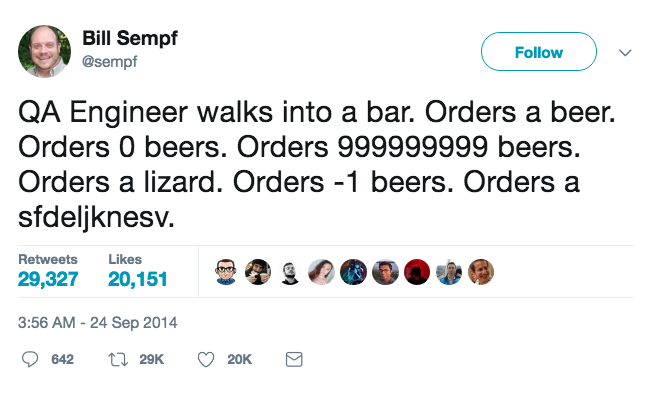 Bill Sempf
@sempf
Follow
QA Engineer walks into a bar. Orders a beer.
Orders 0 beers. Orders 999999999 beers.
Orders a lizard. Orders -1 beers. Orders a
sfdeljknesv.
Retweets Likes
29,327 20,151
3:56 AM - 24 Sep 2014
642 29K 20K